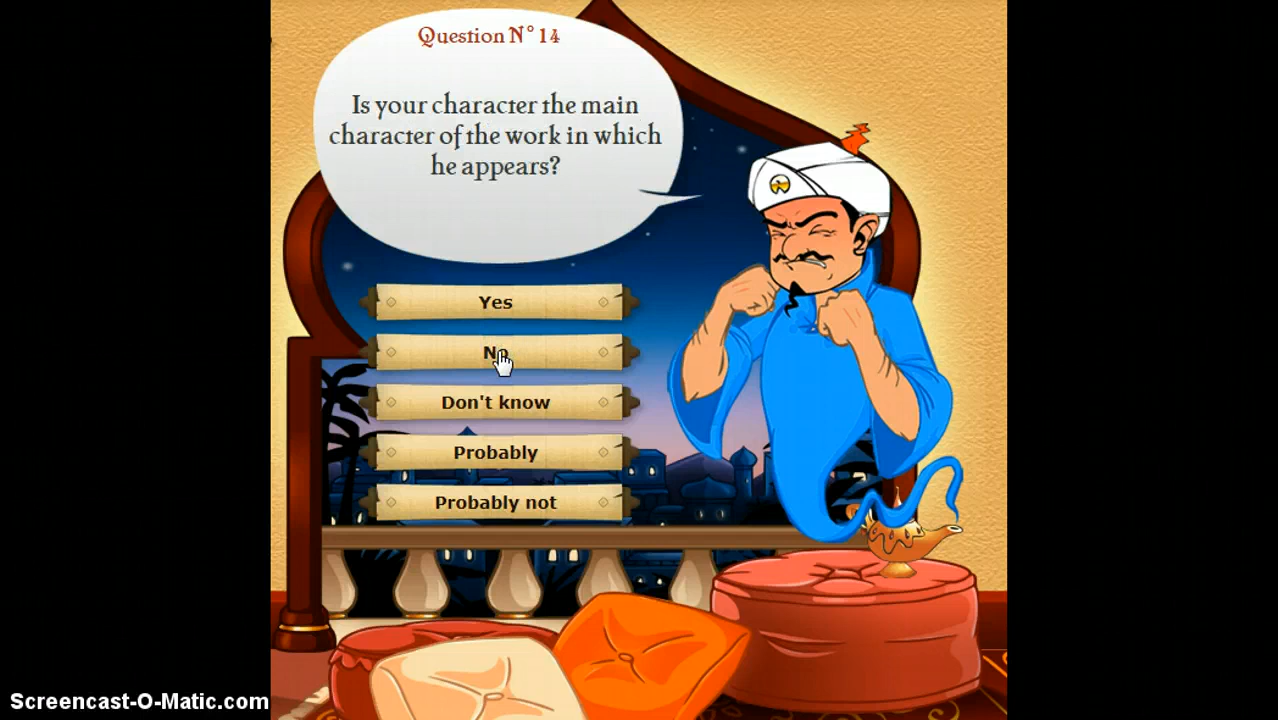 Question N° 14
Is your character the main
character of the work in which
he appears?
Yes
No
Don't know
Probably
Probably not
Screencast-O-Matic.com